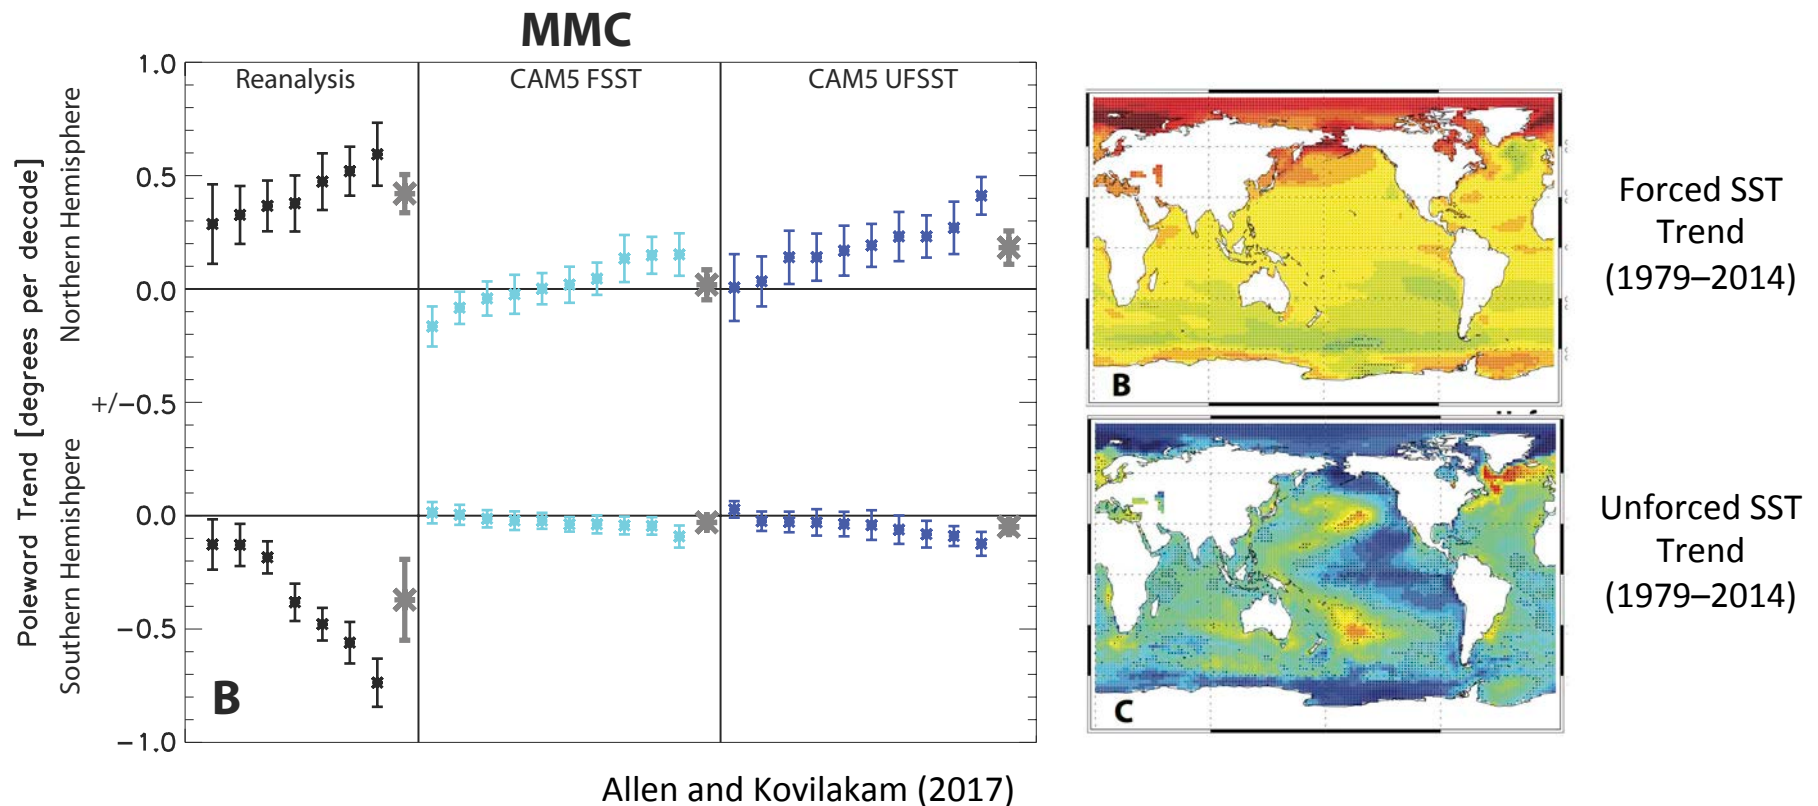 MMC
Reanalysis
CAM5 FSST
CAM5 UFSST
Poleward Trend [degrees per decade]
Northern Hemisphere
Southern Hemishpere
1.0
0.5
0.0
+/−0.5
0.0
−0.5
−1.0
B
B
C
Forced SST
Trend
(1979–2014)
Unforced SST
Trend
(1979–2014)
Allen and Kovilakam (2017)